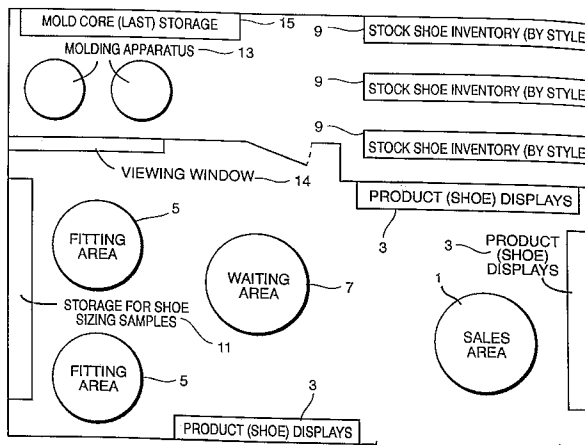 MOLD CORE (LAST) STORAGE
15
MOLDING APPARATUS
13
9
STOCK SHOE INVENTORY (BY STYLE
9
STOCK SHOE INVENTORY (BY STYLE
9
STOCK SHOE INVENTORY (BY STYLE
VIEWING WINDOW
14
PRODUCT (SHOE) DISPLAYS
3
5
FITTING
AREA
WAITING
AREA
7
3
PRODUCT
(SHOE)
DISPLAYS
STORAGE FOR SHOE
SIZING SAMPLES
11
1
SALES
AREA
FITTING
AREA
5
3
PRODUCT (SHOE) DISPLAYS